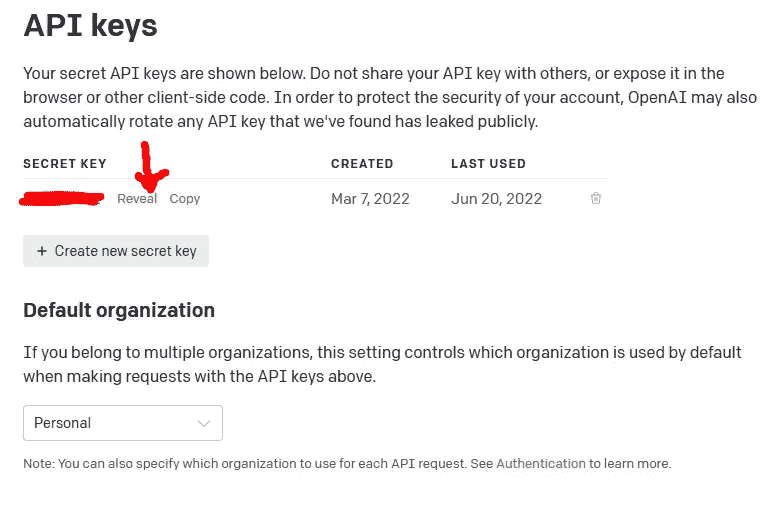 API keys
Your secret API keys are shown below. Do not share your API key with others, or expose it in the
browser or other client-side code. In order to protect the security of your account, OpenAI may also
automatically rotate any API key that we've found has leaked publicly.
SECRET KEY CREATED LAST USED
Reveal Copy Mar 7, 2022 Jun 20, 2022
+ Create new secret key
Default organization
If you belong to multiple organizations, this setting controls which organization is used by default
when making requests with the API keys above.
Personal
Note: You can also specify which organization to use for each API request. See Authentication to learn more.